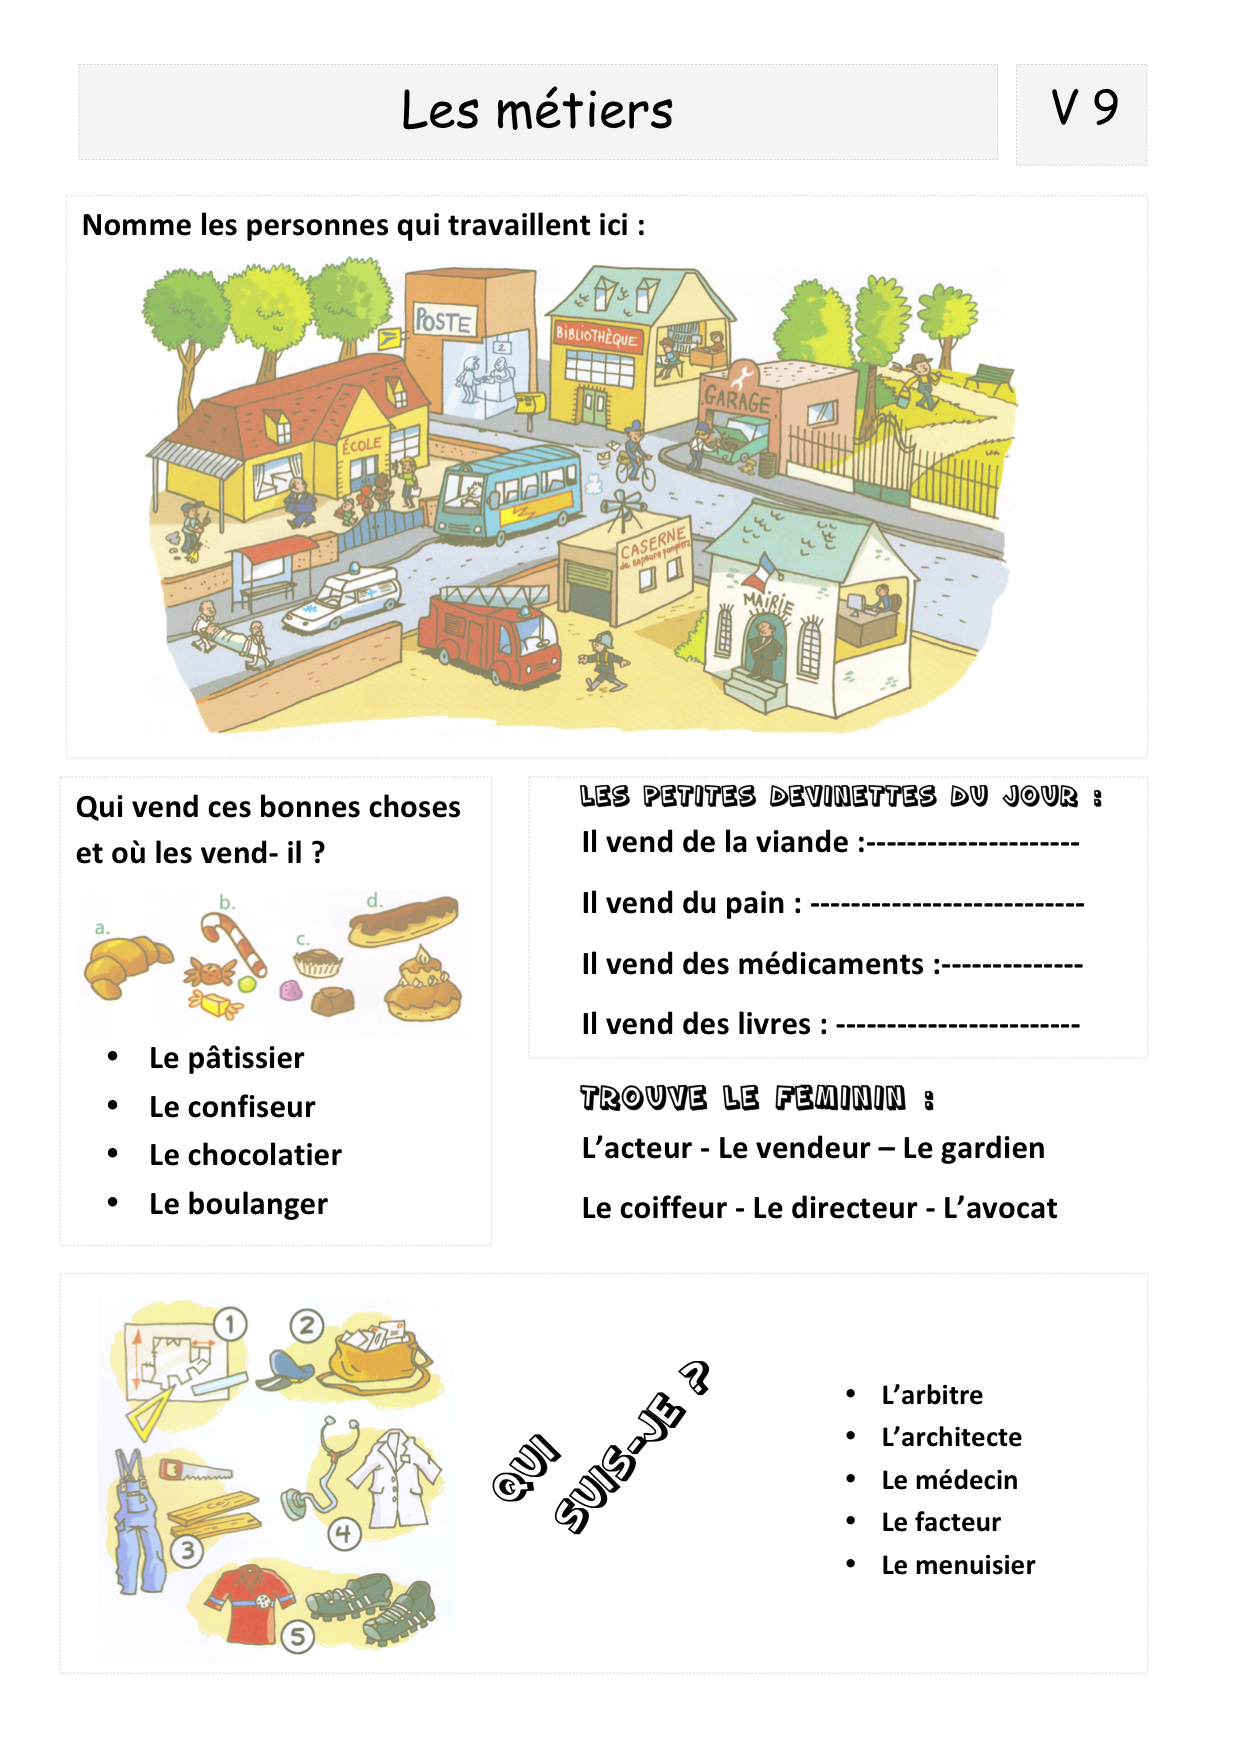 Les métiers
V 9
Nomme les personnes qui travaillent ici :
POSTE
2
BiBLiOTHÈQUE
GARAGE
ÉCOLE
CASERNE
de sapeurs pompiers
MAiRiE
Qui vend ces bonnes choses
et où les vend- il ?
a.
b.
c.
d.
• Le pâtissier
• Le confiseur
• Le chocolatier
• Le boulanger
LES PETITES DEVINETTES DU JOUR :
Il vend de la viande :---------------------
Il vend du pain : ---------------------------
Il vend des médicaments :--------------
Il vend des livres : ------------------------
TROUVE LE FEMININ :
L’acteur - Le vendeur – Le gardien
Le coiffeur - Le directeur - L’avocat
1
2
3
4
5
QUI
SUIS-JE ?
• L’arbitre
• L’architecte
• Le médecin
• Le facteur
• Le menuisier